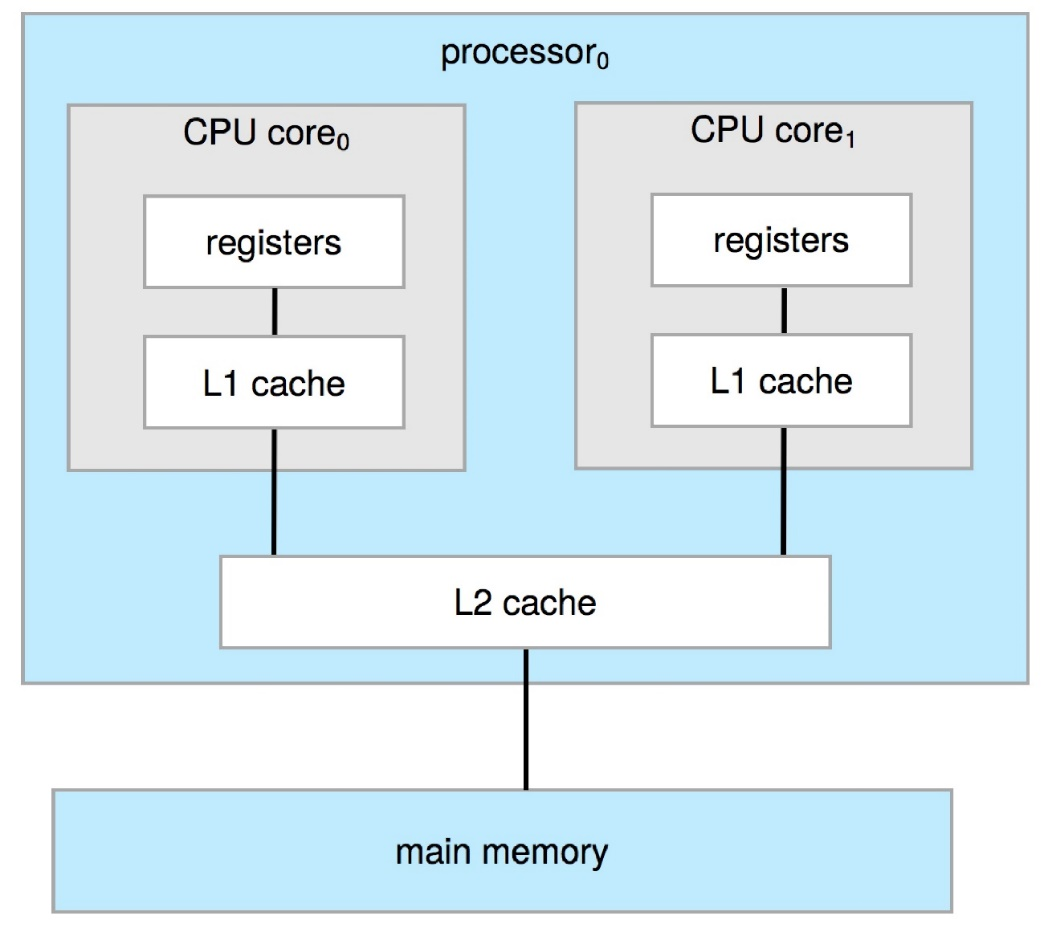 processor₀
CPU core₀
registers
L1 cache
CPU core₁
registers
L1 cache
L2 cache
main memory